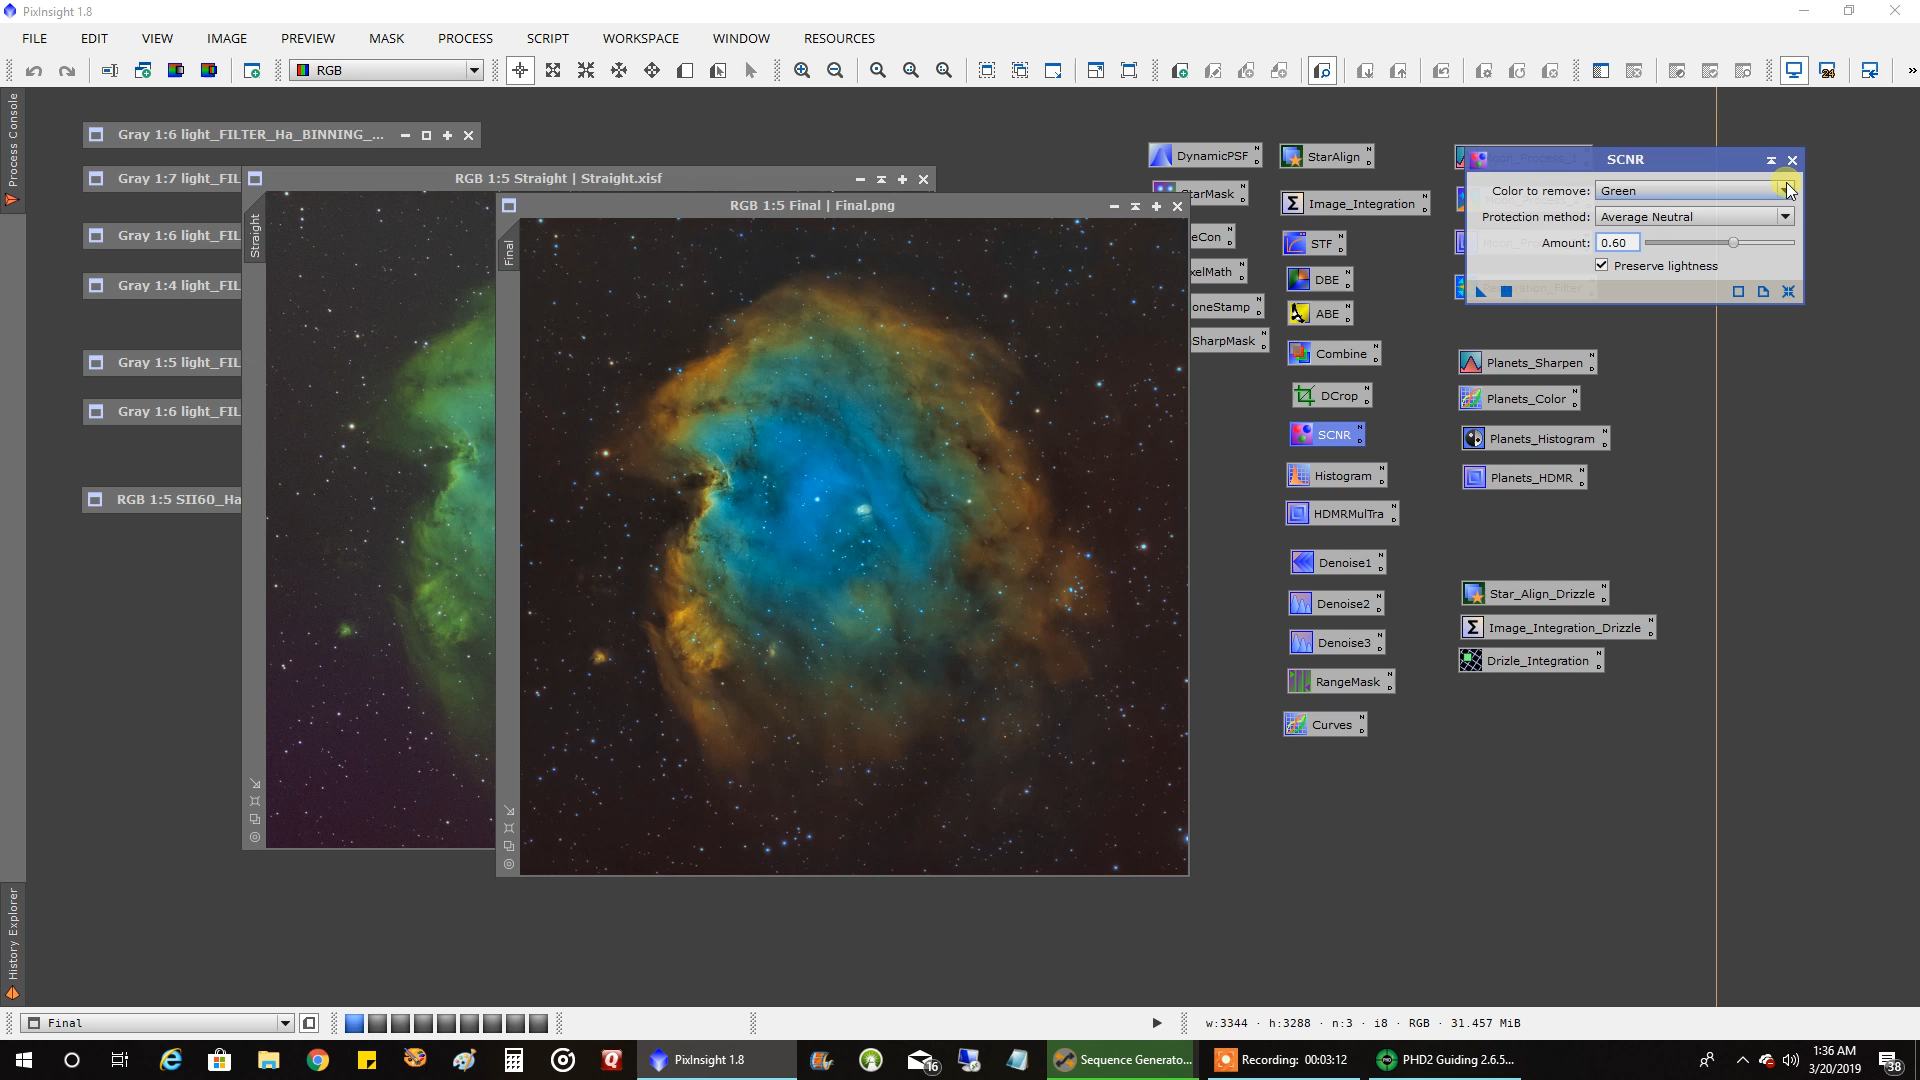 PixInsight 1.8
FILE EDIT VIEW IMAGE PREVIEW MASK PROCESS SCRIPT WORKSPACE WINDOW RESOURCES
RGB
24
Process Console
History Explorer
Gray 1:6 light_FILTER_Ha_BINNING_...
Gray 1:7 light_FIL
Gray 1:6 light_FIL
Gray 1:4 light_FIL
Gray 1:5 light_FIL
Gray 1:6 light_FIL
RGB 1:5 SII60_Ha
RGB 1:5 Straight | Straight.xisf
Straight
RGB 1:5 Final | Final.png
Final
DynamicPSF
StarMask
eCon
xelMath
oneStamp
SharpMask
StarAlign
Image_Integration
STF
DBE
ABE
Combine
DCrop
SCNR
Histogram
HDMRMulTra
Denoise1
Denoise2
Denoise3
RangeMask
Curves
SCNR
Color to remove: Green
Protection method: Average Neutral
Amount: 0.60
Preserve lightness
Planets_Sharpen
Planets_Color
Planets_Histogram
Planets_HDMR
Star_Align_Drizzle
Image_Integration_Drizzle
Drizle_Integration
Final
w:3344 · h:3288 · n:3 · i8 · RGB · 31.457 MiB
PixInsight 1.8
16
Sequence Generato...
Recording: 00:03:12
PHD2 Guiding 2.6.5...
1:36 AM
3/20/2019
38